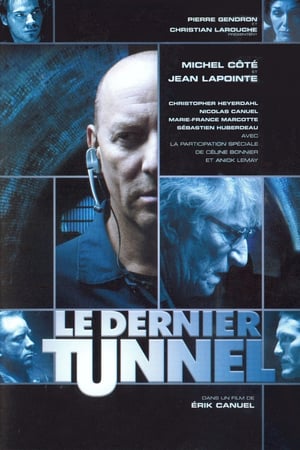 PIERRE GENDRON
ET
CHRISTIAN LAROUCHE
PRÉSENTENT
MICHEL CÔTÉ
ET
JEAN LAPOINTE
CHRISTOPHER HEYERDAHL
NICOLAS CANUEL
MARIE-FRANCE MARCOTTE
SÉBASTIEN HUBERDEAU
AVEC
LA PARTICIPATION SPÉCIALE
DE CÉLINE BONNIER
ET ANICK LEMAY
LE DERNIER
TUNNEL
DANS UN FILM DE
ÉRIK CANUEL